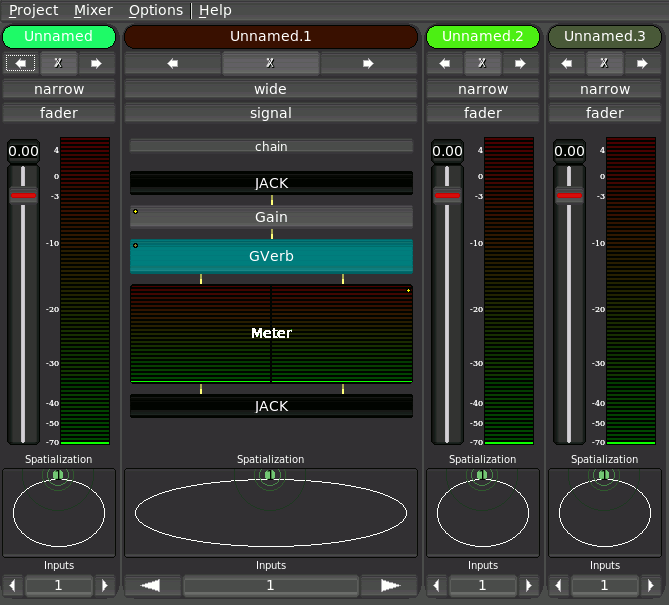 Project Mixer Options Help
Unnamed Unnamed.1 Unnamed.2 Unnamed.3
X X X X
narrow wide narrow narrow
fader signal fader fader
0.00 4 0 -3 -10 -20 -30 -40 -50 -70
chain
JACK
Gain
GVerb
Meter
JACK
0.00 4 0 -3 -10 -20 -30 -40 -50 -70
0.00 4 0 -3 -10 -20 -30 -40 -50 -70
Spatialization Spatialization Spatialization Spatialization
Inputs Inputs Inputs Inputs
1 1 1 1